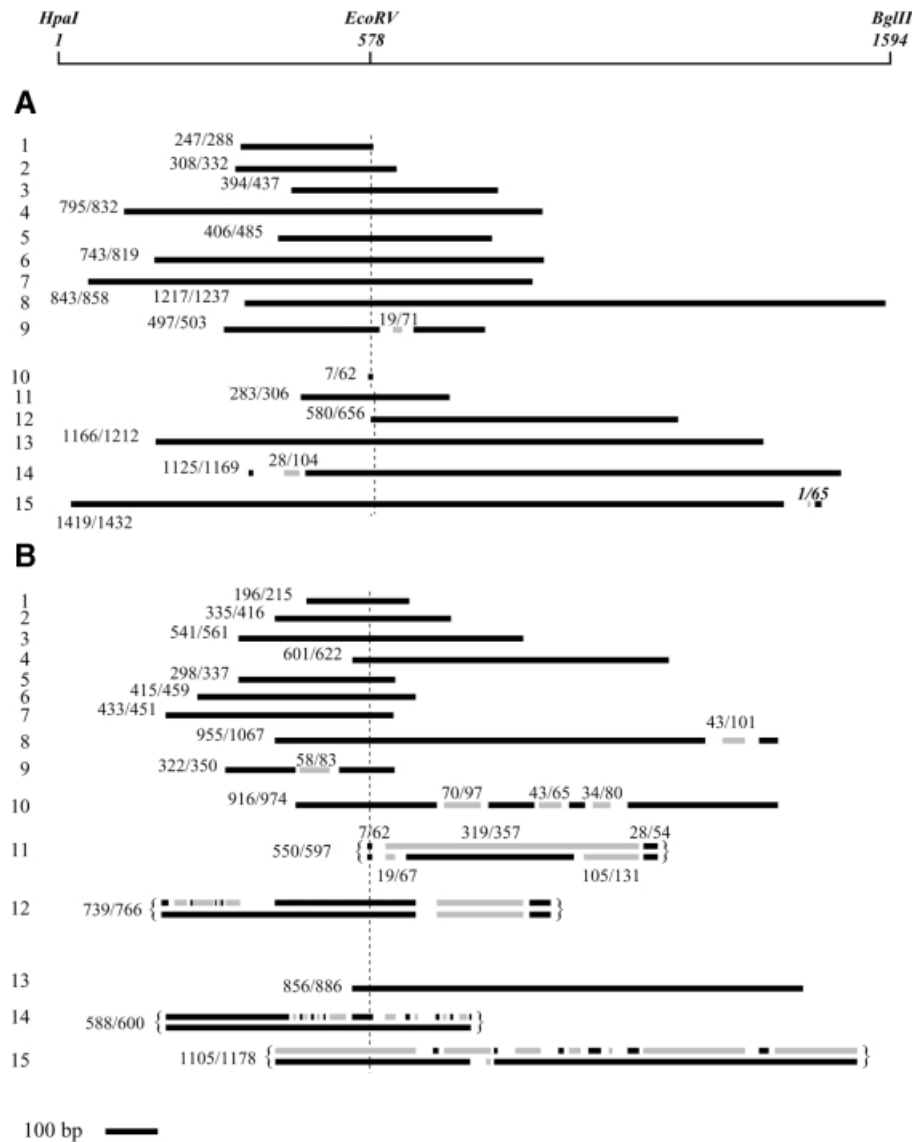 HpaI EcoRV BglII
1 578 1594
A
1 247/288
2 308/332
3 394/437
4 795/832
5 406/485
6 743/819
7 843/858
8 1217/1237
9 497/503 19/71
10 7/62
11 283/306
12 580/656
13 1166/1212
14 1125/1169 28/104
15 1419/1432 1/65
B
1 196/215
2 335/416
3 541/561
4 601/622
5 298/337
6 415/459
7 433/451
8 955/1067 43/101
9 322/350 58/83
10 916/974 70/97 43/65 34/80
7/62 319/357 28/54
11 550/597 { }
{ }
19/67 105/131
12 739/766 { }
{ }
13 856/886
14 588/600 { }
{ }
15 1105/1178 { }
{ }
100 bp